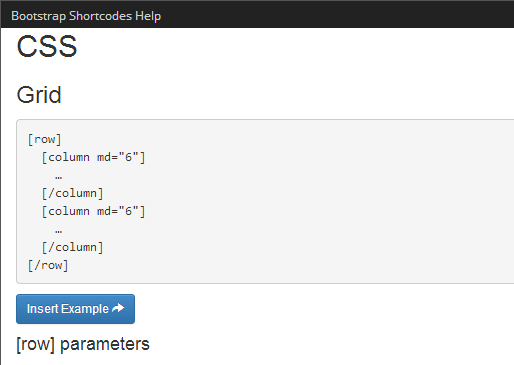 Bootstrap Shortcodes Help
CSS
Grid
[row]
[column md="6"]
…
[/column]
[column md="6"]
…
[/column]
[/row]
Insert Example
[row] parameters